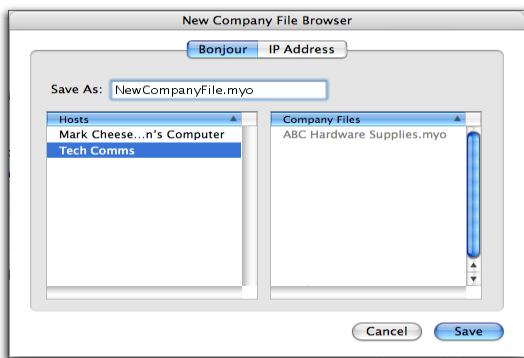 New Company File Browser
Bonjour IP Address
Save As: NewCompanyFile.myo
Hosts
Mark Cheese...n's Computer
Tech Comms
Company Files
ABC Hardware Supplies.myo
Cancel Save